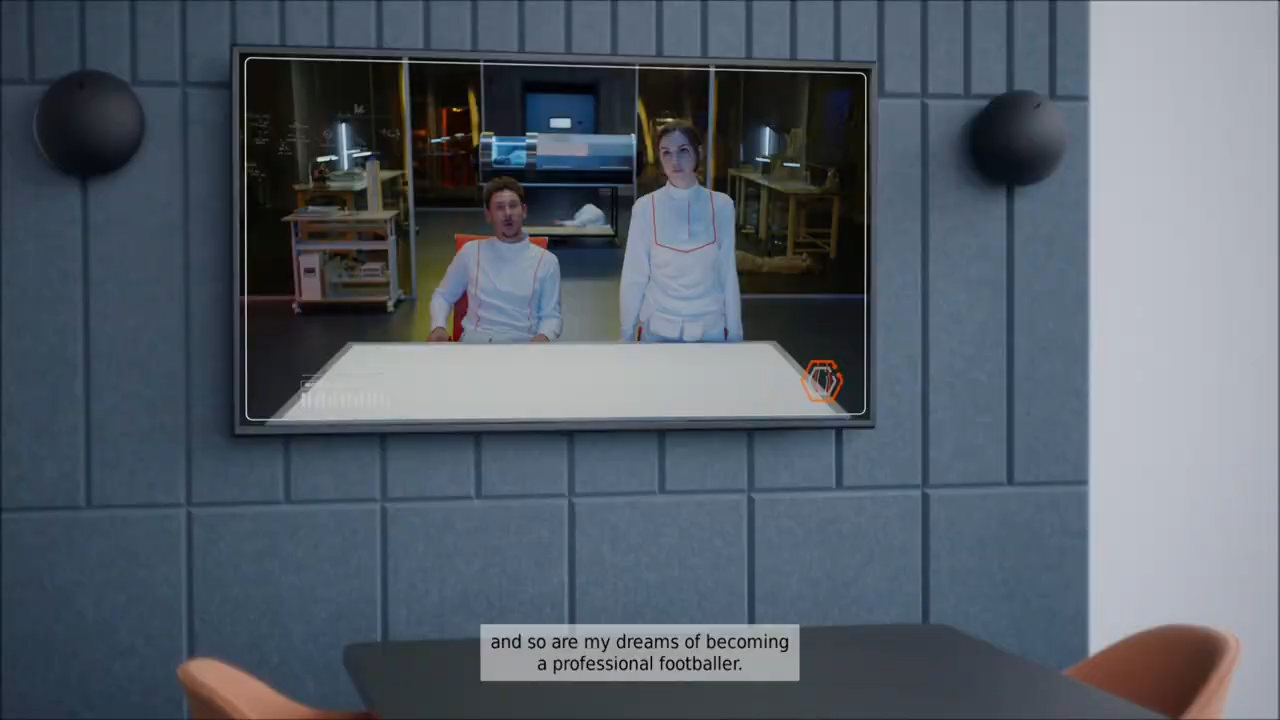 and so are my dreams of becoming
a professional footballer.